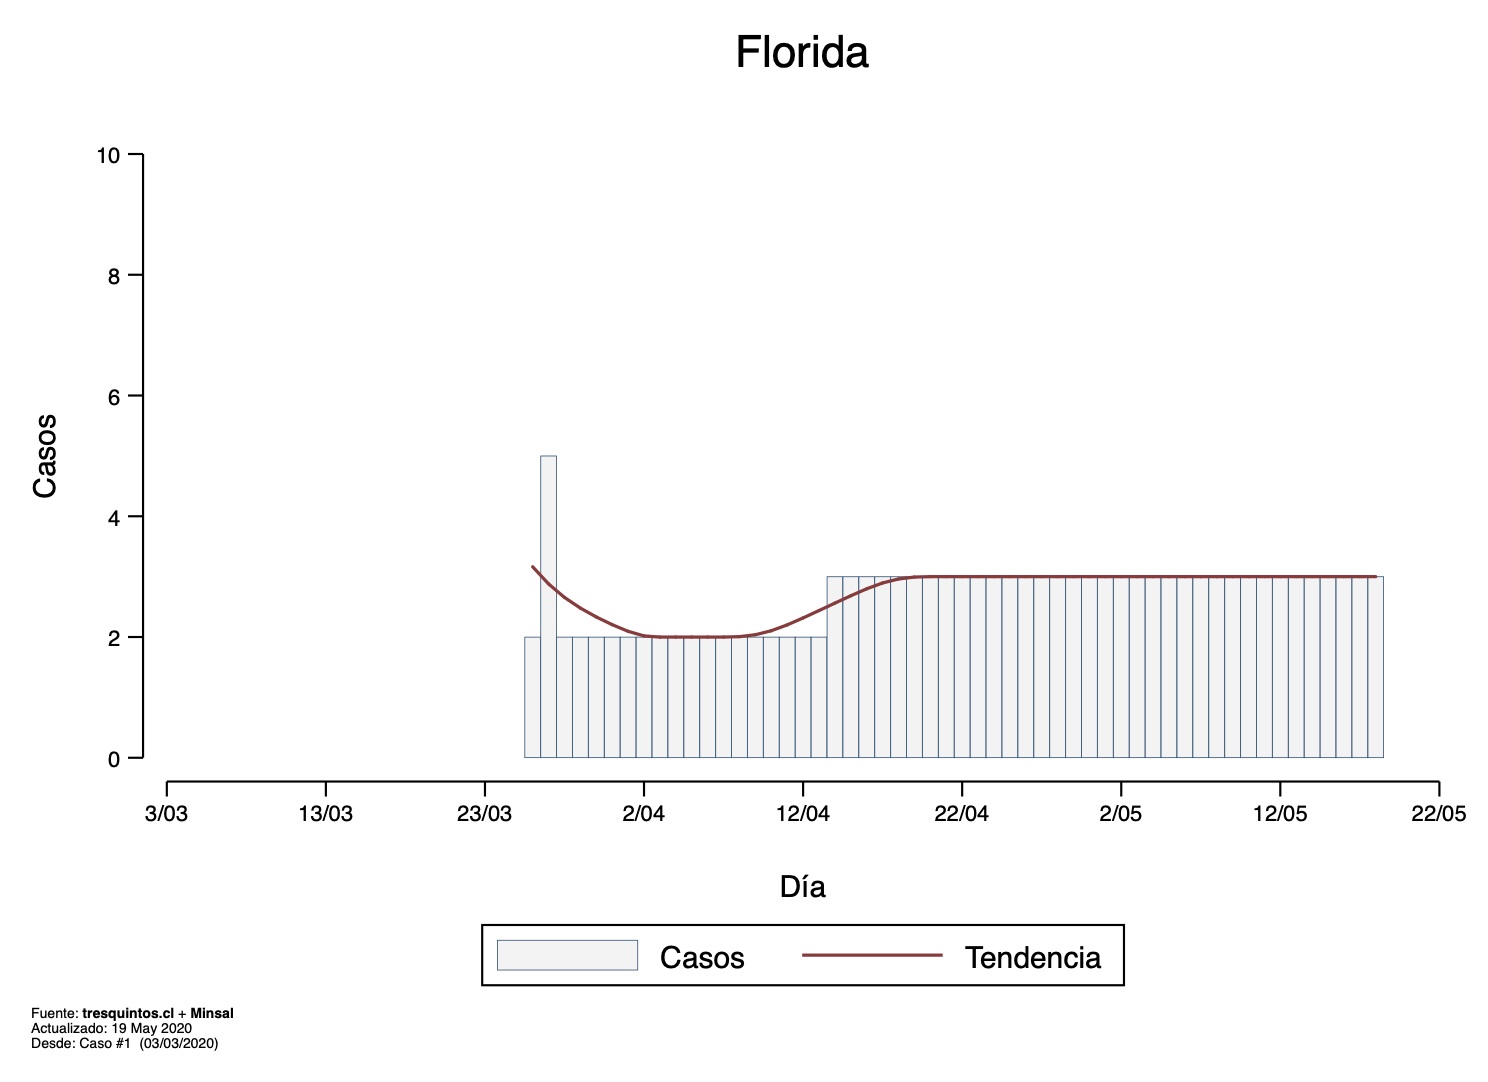 Florida
10
8
6
4
2
0
Casos
3/03 13/03 23/03 2/04 12/04 22/04 2/05 12/05 22/05
Día
Casos Tendencia
Fuente: tresquintos.cl + Minsal
Actualizado: 19 May 2020
Desde: Caso #1 (03/03/2020)